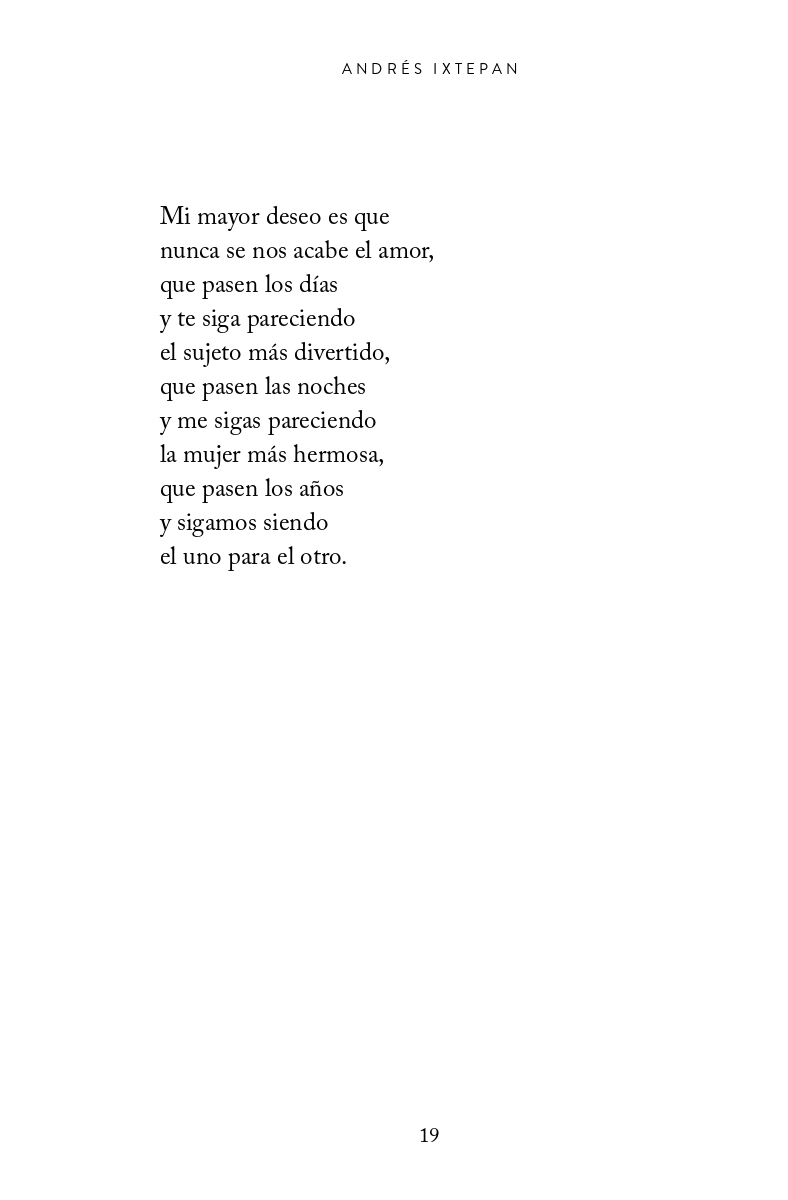 ANDRÉS IXTEPAN
Mi mayor deseo es que
nunca se nos acabe el amor,
que pasen los días
y te siga pareciendo
el sujeto más divertido,
que pasen las noches
y me sigas pareciendo
la mujer más hermosa,
que pasen los años
y sigamos siendo
el uno para el otro.
19